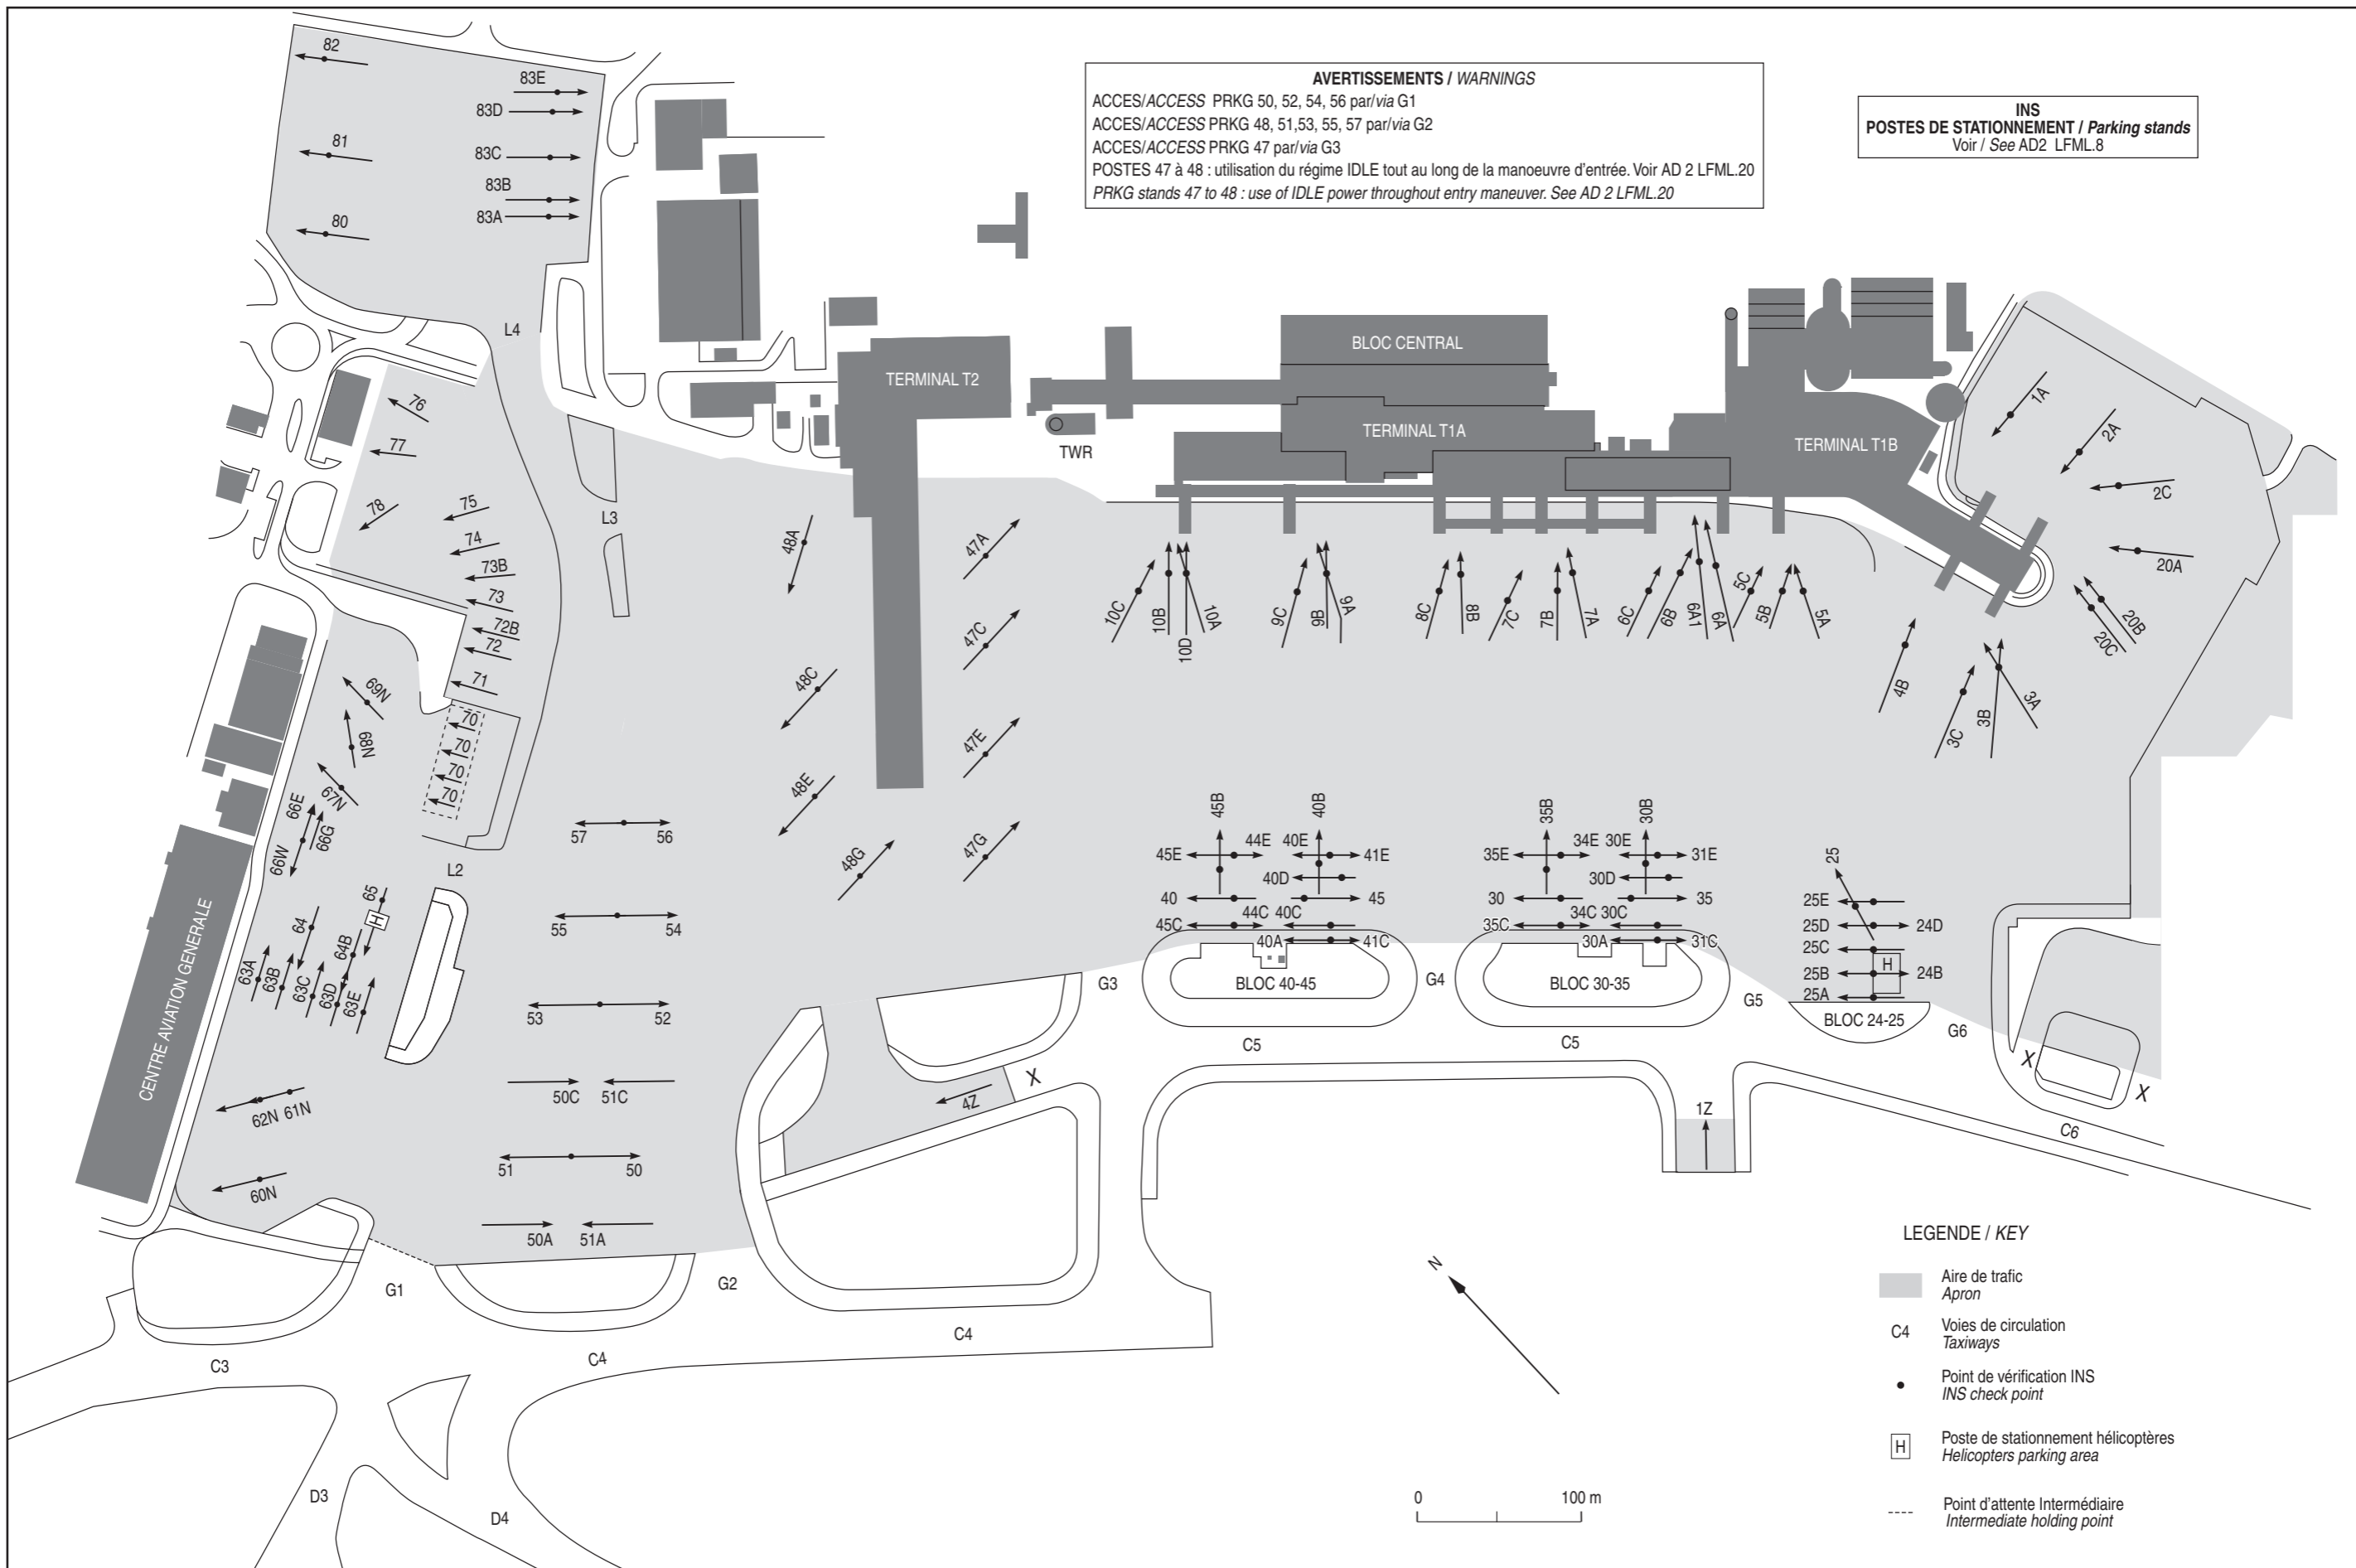 AVERTISSEMENTS / WARNINGS
ACCES/ACCESS PRKG 50, 52, 54, 56 par/via G1
ACCES/ACCESS PRKG 48, 51,53, 55, 57 par/via G2
ACCES/ACCESS PRKG 47 par/via G3
POSTES 47 à 48 : utilisation du régime IDLE tout au long de la manoeuvre d'entrée. Voir AD 2 LFML.20
PRKG stands 47 to 48 : use of IDLE power throughout entry maneuver. See AD 2 LFML.20
INS
POSTES DE STATIONNEMENT / Parking stands
Voir / See AD2 LFML.8
82
83E
83D
81
83C
83B
83A
80
L4
BLOC CENTRAL
TERMINAL T2
TERMINAL T1A
TERMINAL T1B
TWR
76
77
78
75
74
73B
73
72B
72
71
70
70
70
70
L3
48A
47A
47C
48C
47E
48E
48G
47G
10C
10B
10D
10A
9C
9B
9A
8C
8B
7C
7B
7A
6C
6B
6A1
6A
5C
5B
5A
1A
2A
2C
20A
20B
20C
4B
3C
3B
3A
69N
68N
67N
66E
66G
66W
L2
65
H
64
64B
63A
63B
63C
63D
63E
CENTRE AVIATION GENERALE
62N 61N
60N
57 56
55 54
53 52
50C 51C
51 50
50A 51A
45B 40B
45E 44E 40E 41E
40D
40 45
45C 44C 40C
40A 41C
BLOC 40-45
35B 30B
35E 34E 30E 31E
30D
30 35
35C 34C 30C
30A 31C
BLOC 30-35
25
25E
25D 24D
25C
H
25B 24B
25A
BLOC 24-25
G3
G4
G5
G6
C5
C5
X
4Z
1Z
X
X
C6
G1
G2
C3
C4
C4
D3
D4
N
0 100 m
LEGENDE / KEY
Aire de trafic
Apron
C4 Voies de circulation
Taxiways
Point de vérification INS
INS check point
H Poste de stationnement hélicoptères
Helicopters parking area
Point d'attente Intermédiaire
Intermediate holding point